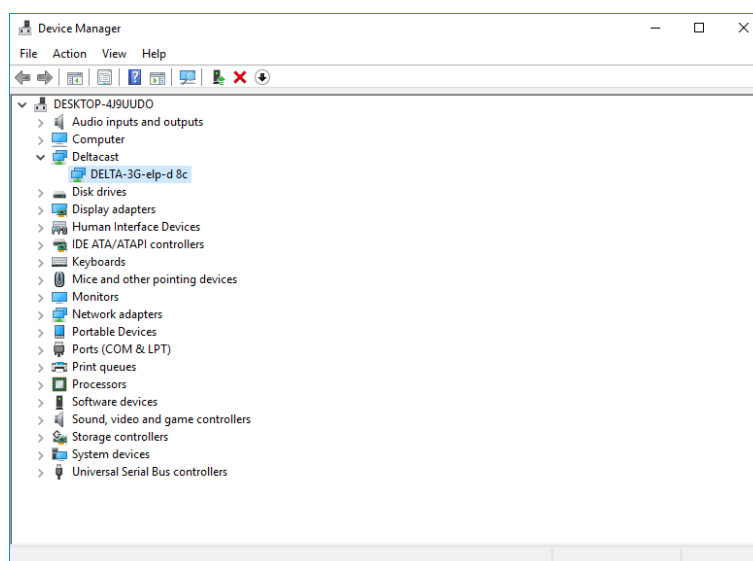 Device Manager
File Action View Help
DESKTOP-4J9UUDO
Audio inputs and outputs
Computer
Deltacast
DELTA-3G-elp-d 8c
Disk drives
Display adapters
Human Interface Devices
IDE ATA/ATAPI controllers
Keyboards
Mice and other pointing devices
Monitors
Network adapters
Portable Devices
Ports (COM & LPT)
Print queues
Processors
Software devices
Sound, video and game controllers
Storage controllers
System devices
Universal Serial Bus controllers